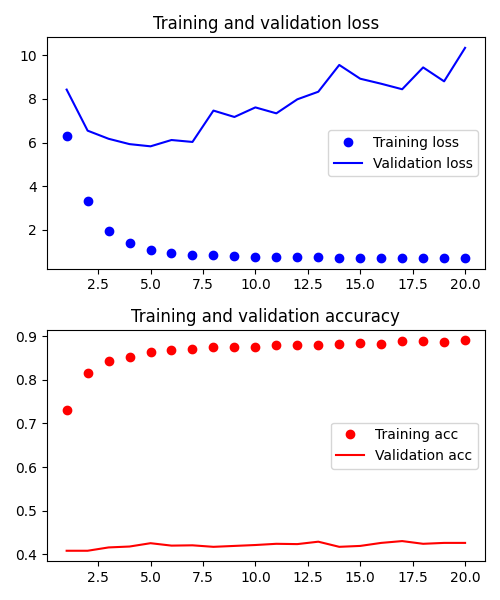 Training and validation loss
10
8
6
4
2
Training loss
Validation loss
2.5 5.0 7.5 10.0 12.5 15.0 17.5 20.0
Training and validation accuracy
0.9
0.8
0.7
0.6
0.5
0.4
Training acc
Validation acc
2.5 5.0 7.5 10.0 12.5 15.0 17.5 20.0